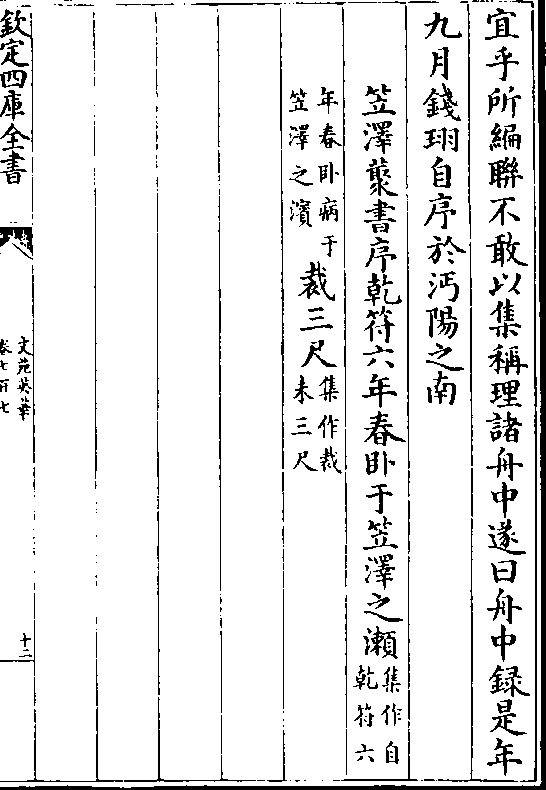 宜乎所編聯不敢以集稱理諸舟中遂曰舟中録是年
九月錢珝自序於沔陽之南
笠澤藂書序乾符六年春卧于笠澤之瀨集作自乾符六
年春卧病于笠澤之濱裁三尺集作裁未三尺
欽定四庫全書
文苑英華
卷七百七
十二